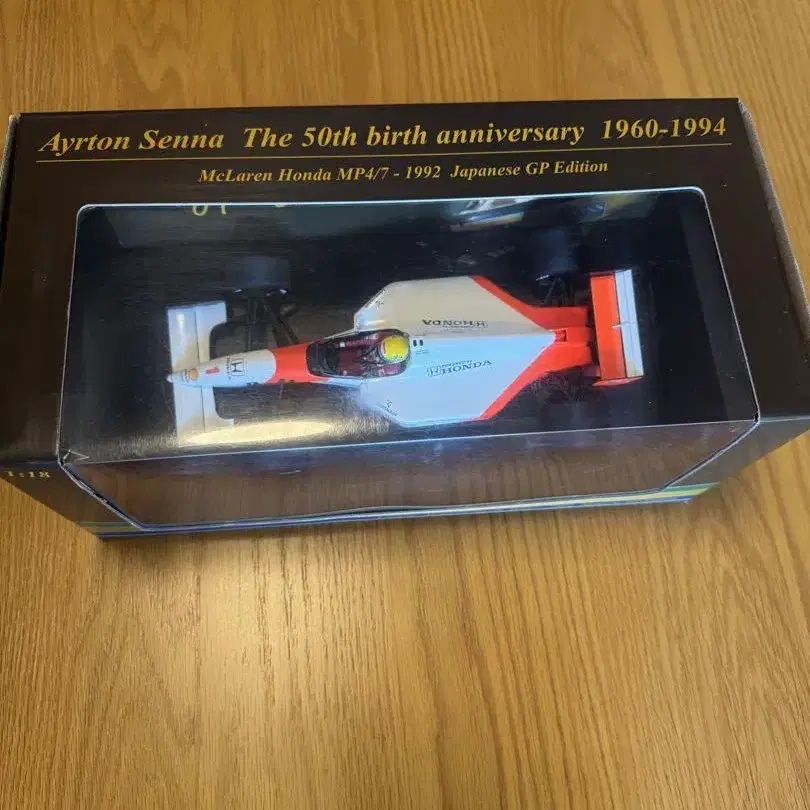 Ayrton Senna The 50th birth anniversary 1960-1994
McLaren Honda MP4/7 - 1992 Japanese GP Edition
HONDA
HONDA
1
1:18